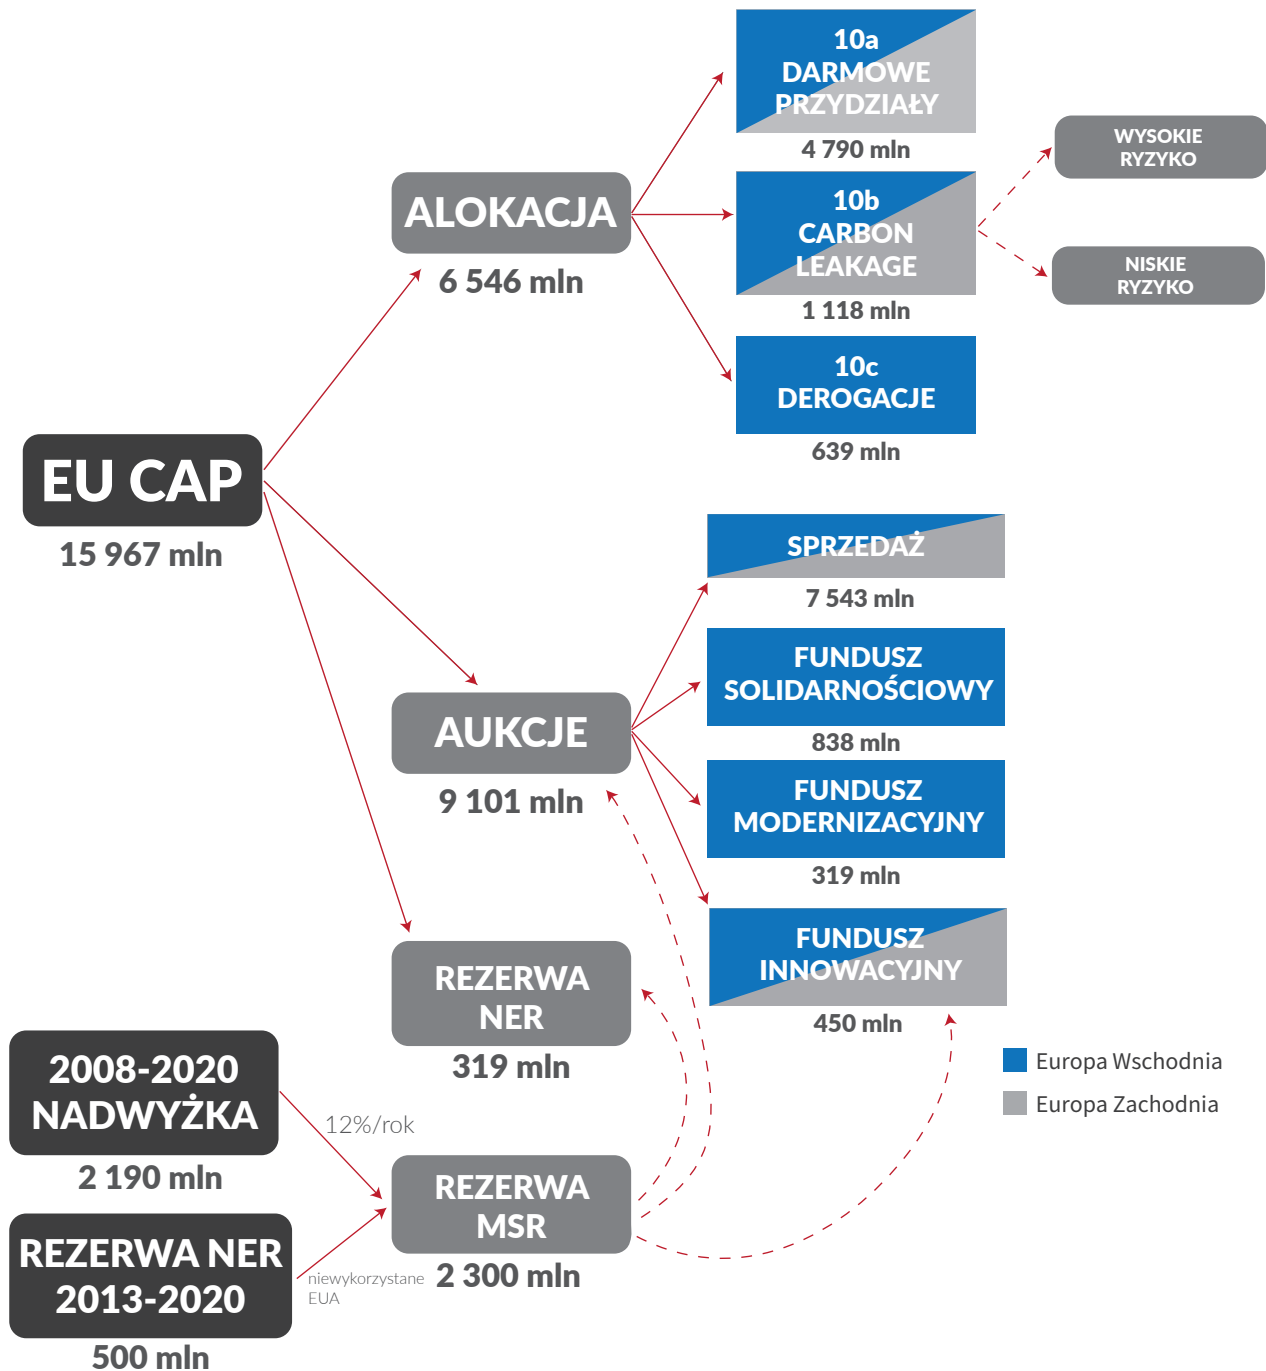 10a
DARMOWE
PRZYDZIAŁY
4 790 mln
WYSOKIE
RYZYKO
ALOKACJA
6 546 mln
10b
CARBON
LEAKAGE
1 118 mln
NISKIE
RYZYKO
10c
DEROGACJE
639 mln
EU CAP
15 967 mln
SPRZEDAŻ
7 543 mln
FUNDUSZ
SOLIDARNOŚCIOWY
838 mln
AUKCJE
9 101 mln
FUNDUSZ
MODERNIZACYJNY
319 mln
FUNDUSZ
INNOWACYJNY
450 mln
REZERWA
NER
319 mln
Europa Wschodnia
Europa Zachodnia
2008-2020
NADWYŻKA
2 190 mln
12%/rok
REZERWA
MSR
2 300 mln
REZERWA NER
2013-2020
500 mln
niewykorzystane
EUA